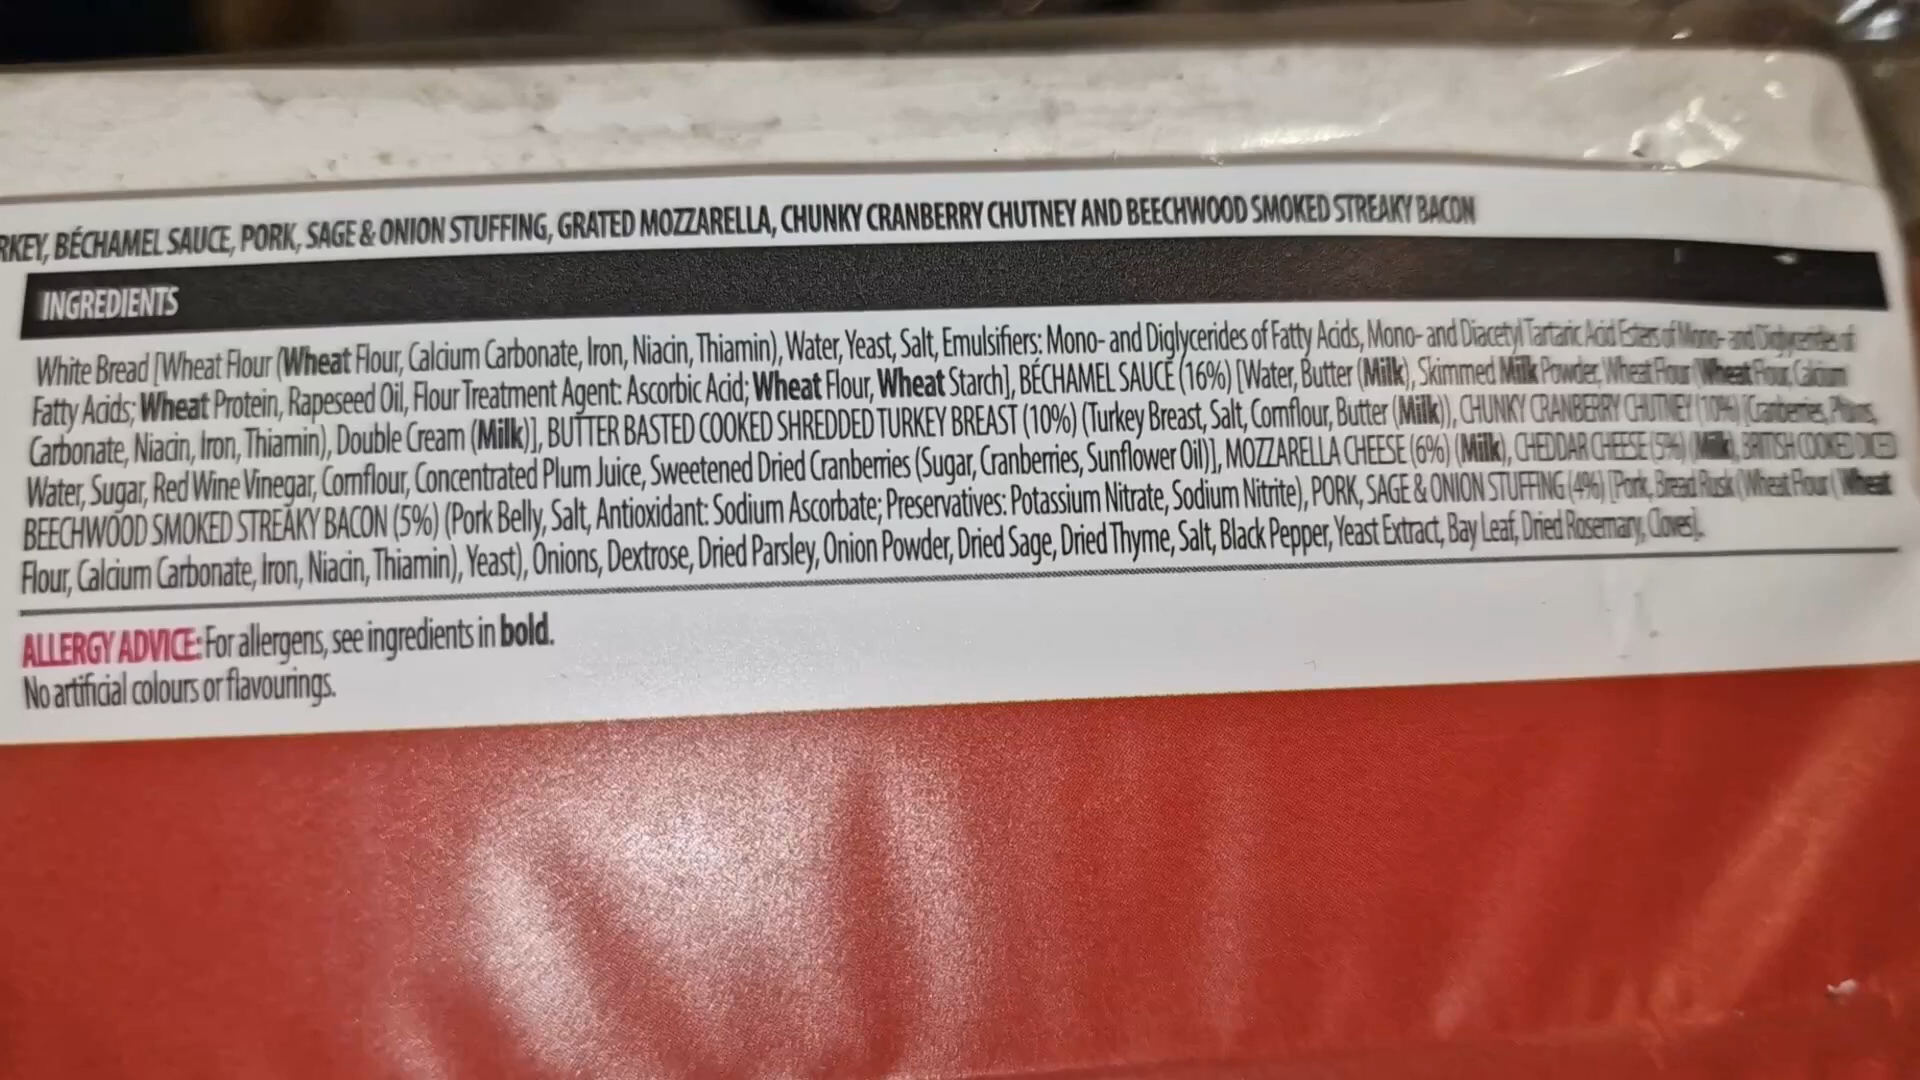 RKEY, BÉCHAMEL SAUCE, PORK, SAGE & ONION STUFFING, GRATED MOZZARELLA, CHUNKY CRANBERRY CHUTNEY AND BEECHWOOD SMOKED STREAKY BACON
INGREDIENTS
White Bread [Wheat Flour (Wheat Flour, Calcium Carbonate, Iron, Niacin, Thiamin), Water, Yeast, Salt, Emulsifiers: Mono- and Diglycerides of Fatty Acids, Mono- and Diacetyl Tartaric Acid Esters of Mono- and Diglycerides of
Fatty Acids; Wheat Protein, Rapeseed Oil, Flour Treatment Agent: Ascorbic Acid; Wheat Flour, Wheat Starch], BÉCHAMEL SAUCE (16%) [Water, Butter (Milk), Skimmed Milk Powder, Wheat Flour (Wheat Flour, Calcium
Carbonate, Niacin, Iron, Thiamin), Double Cream (Milk)], BUTTER BASTED COOKED SHREDDED TURKEY BREAST (10%) (Turkey Breast, Salt, Cornflour, Butter (Milk)), CHUNKY CRANBERRY CHUTNEY (10%) [Cranberries, Plums,
Water, Sugar, Red Wine Vinegar, Cornflour, Concentrated Plum Juice, Sweetened Dried Cranberries (Sugar, Cranberries, Sunflower Oil)], MOZZARELLA CHEESE (6%) (Milk), CHEDDAR CHEESE (5%) (Milk), BRITISH COOKED DICED
BEECHWOOD SMOKED STREAKY BACON (5%) (Pork Belly, Salt, Antioxidant: Sodium Ascorbate; Preservatives: Potassium Nitrate, Sodium Nitrite), PORK, SAGE & ONION STUFFING (4%) [Pork, Bread Rusk (Wheat Flour (Wheat
Flour, Calcium Carbonate, Iron, Niacin, Thiamin), Yeast), Onions, Dextrose, Dried Parsley, Onion Powder, Dried Sage, Dried Thyme, Salt, Black Pepper, Yeast Extract, Bay Leaf, Dried Rosemary, Cloves].
ALLERGY ADVICE: For allergens, see ingredients in bold.
No artificial colours or flavourings.